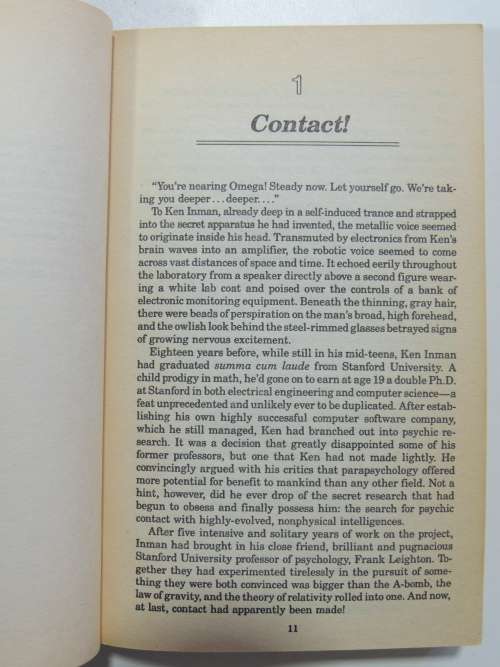 1
Contact!
"You're nearing Omega! Steady now. Let yourself go. We're tak-
ing you deeper...deeper...."
To Ken Inman, already deep in a self-induced trance and strapped
into the secret apparatus he had invented, the metallic voice seemed
to originate inside his head. Transmuted by electronics from Ken's
brain waves into an amplifier, the robotic voice seemed to come
across vast distances of space and time. It echoed eerily throughout
the laboratory from a speaker directly above a second figure wear-
ing a white lab coat and poised over the controls of a bank of
electronic monitoring equipment. Beneath the thinning, gray hair,
there were beads of perspiration on the man's broad, high forehead,
and the owlish look behind the steel-rimmed glasses betrayed signs
of growing nervous excitement.
Eighteen years before, while still in his mid-teens, Ken Inman
had graduated summa cum laude from Stanford University. A
child prodigy in math, he'd gone on to earn at age 19 a double Ph.D.
at Stanford in both electrical engineering and computer science—a
feat unprecedented and unlikely ever to be duplicated. After estab-
lishing his own highly successful computer software company,
which he still managed, Ken had branched out into psychic re-
search. It was a decision that greatly disappointed some of his
former professors, but one that Ken had not made lightly. He
convincingly argued with his critics that parapsychology offered
more potential for benefit to mankind than any other field. Not a
hint, however, did he ever drop of the secret research that had
begun to obsess and finally possess him: the search for psychic
contact with highly-evolved, nonphysical intelligences.
After five intensive and solitary years of work on the project,
Inman had brought in his close friend, brilliant and pugnacious
Stanford University professor of psychology, Frank Leighton. To-
gether they had experimented tirelessly in the pursuit of some-
thing they were both convinced was bigger than the A-bomb, the
law of gravity, and the theory of relativity rolled into one. And now,
at last, contact had apparently been made!
11